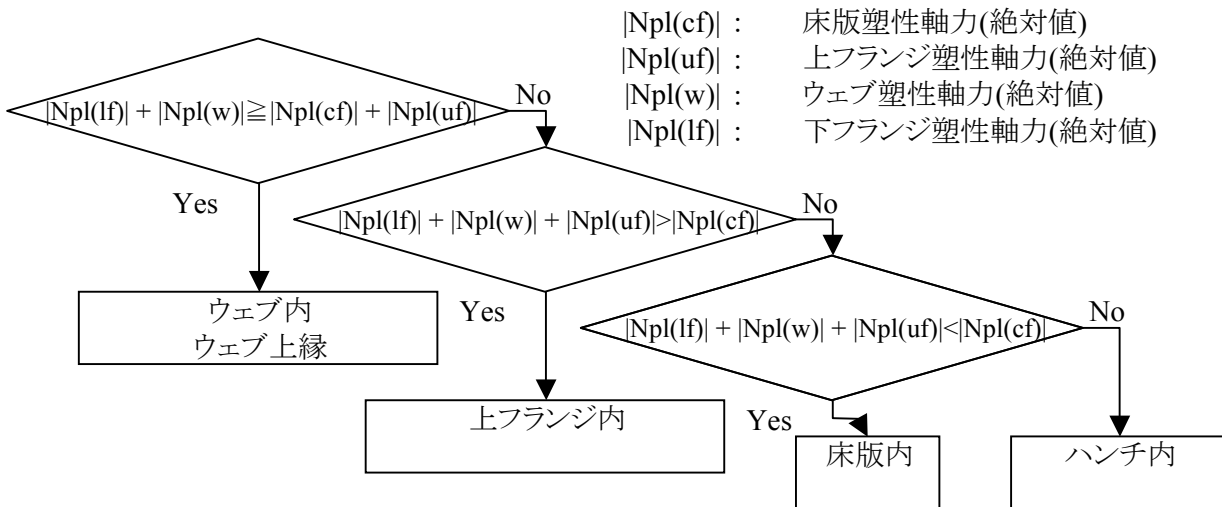 |Npl(cf)| : 床版塑性軸力(絶対値)
|Npl(uf)| : 上フランジ塑性軸力(絶対値)
|Npl(w)| : ウェブ塑性軸力(絶対値)
|Npl(lf)| : 下フランジ塑性軸力(絶対値)
|Npl(lf)| + |Npl(w)|≧|Npl(cf)| + |Npl(uf)|
No
Yes
|Npl(lf)| + |Npl(w)| + |Npl(uf)|>|Npl(cf)|
No
ウェブ内
ウェブ上縁
Yes
|Npl(lf)| + |Npl(w)| + |Npl(uf)|<|Npl(cf)|
No
上フランジ内
Yes
床版内
ハンチ内